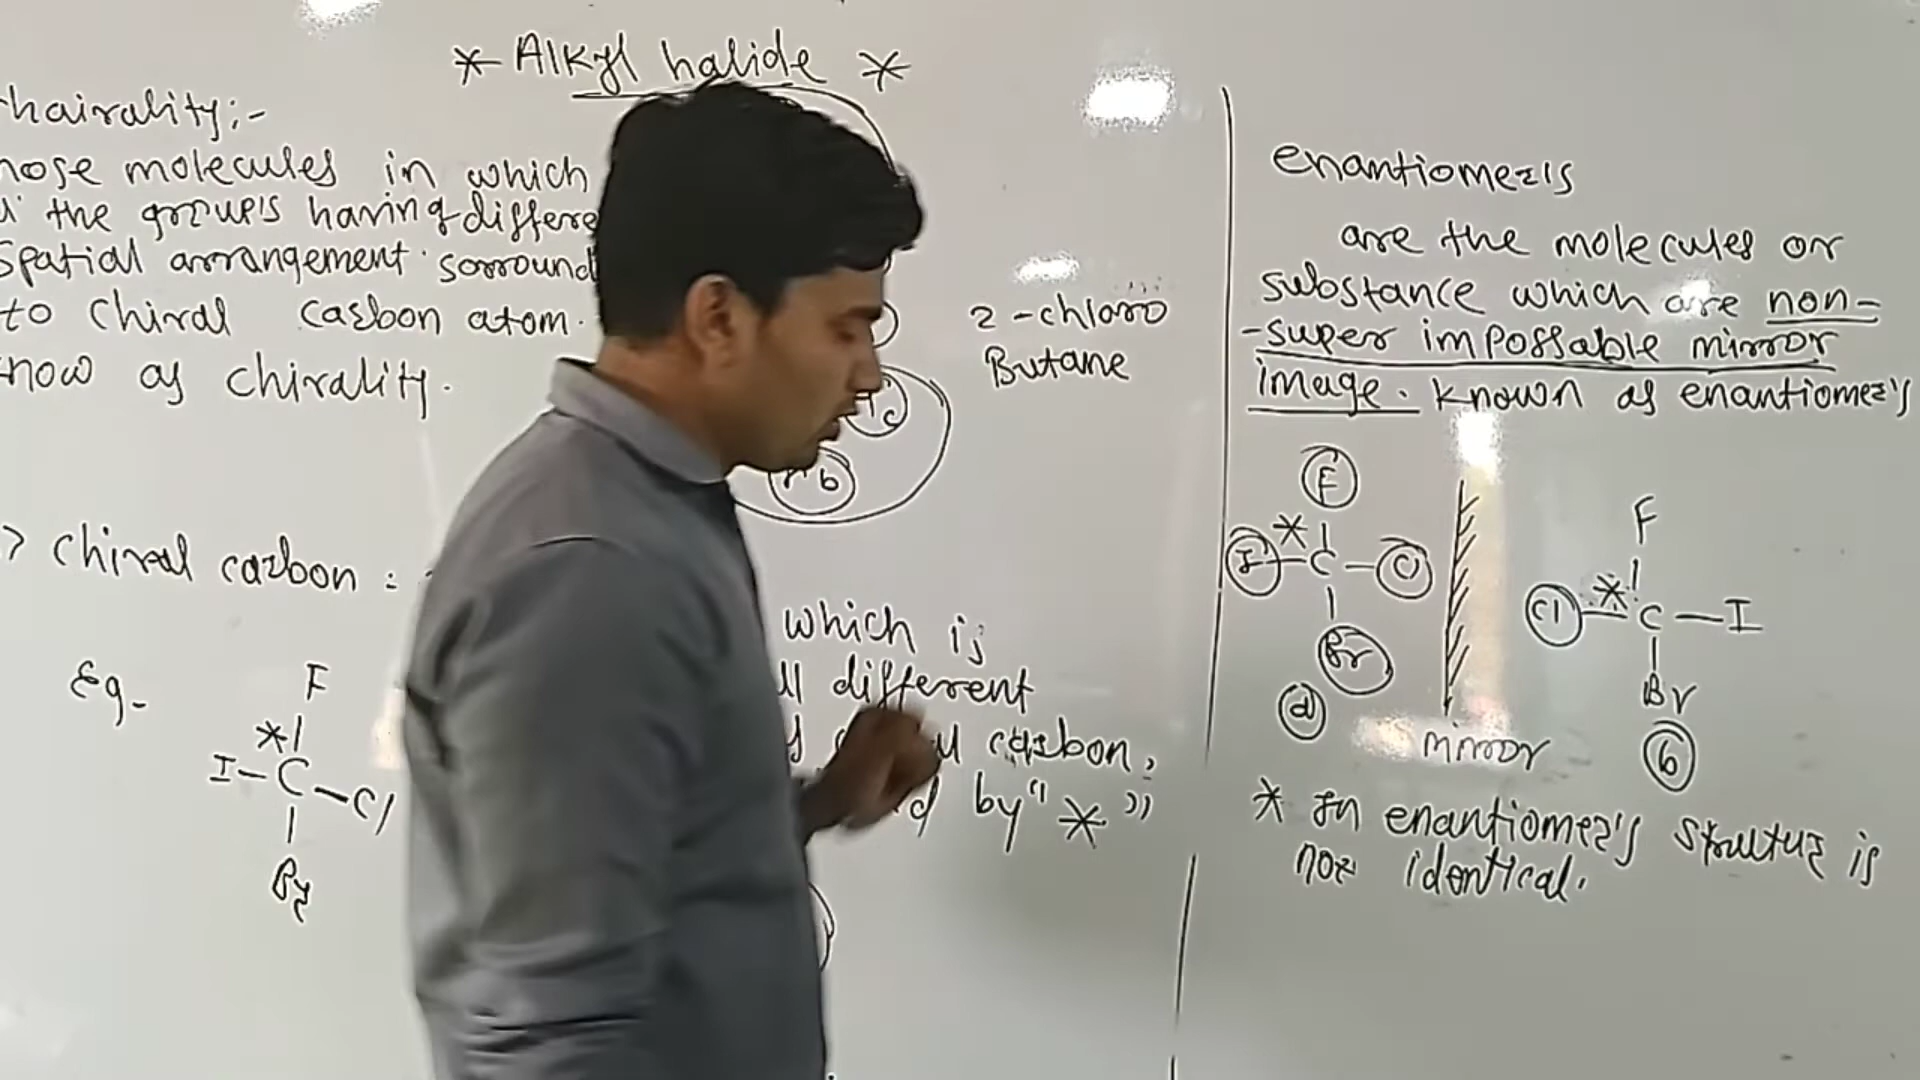 * Alkyl halide *
hairality:-
hose molecules in which
the group's having differe
Spatial arrangement sorround
to chiral carbon atom.
know as chirality.
c
b
2 - chloro
Butane
> chiral carbon =
which is
ll different
carbon,
d by "*"
Eg-
F
*
I - C - Cl
Br
enantiomer's
are the molecules or
substance which are non-
-super impossable mirror
image. known as enantiomer's
F
*
I - C - Cl
Br
a
mirror
F
*
Cl - C - I
Br
b
* In enantiomer's structur is
not identical.